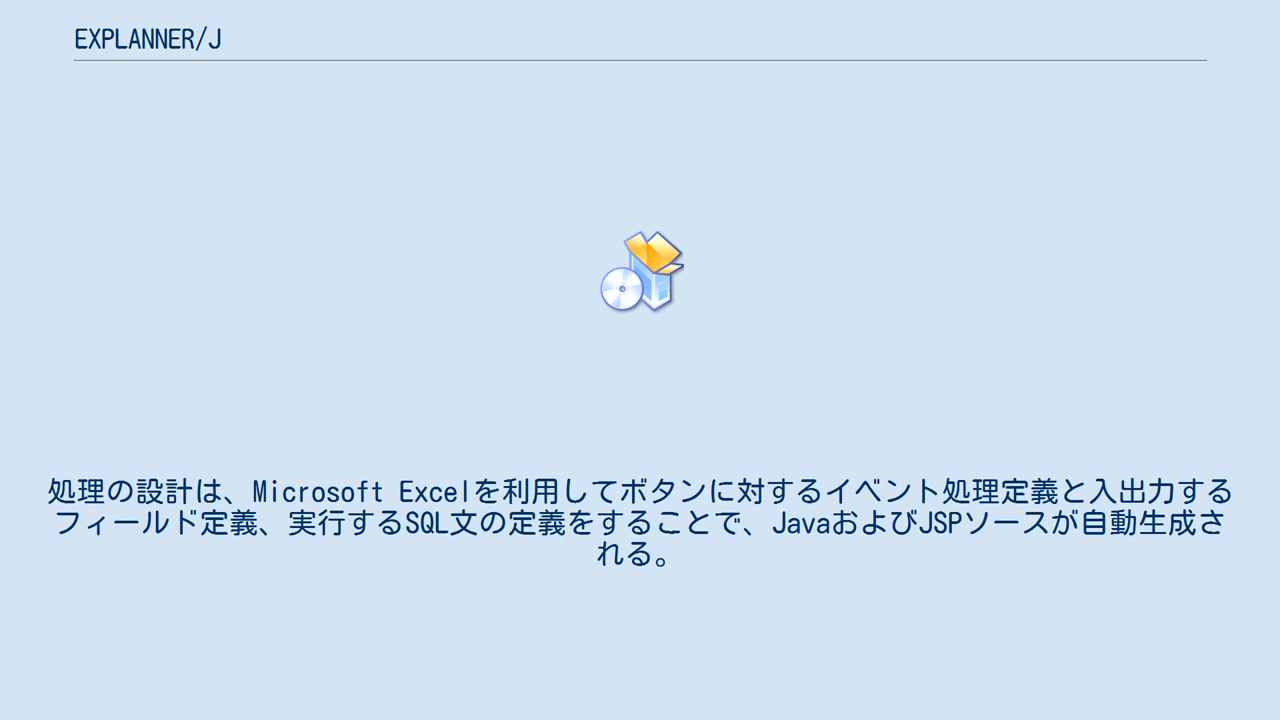 EXPLANNER/J
処理の設計は、Microsoft Excelを利用してボタンに対するイベント処理定義と入出力する
フィールド定義、実行するSQL文の定義をすることで、JavaおよびJSPソースが自動生成さ
れる。